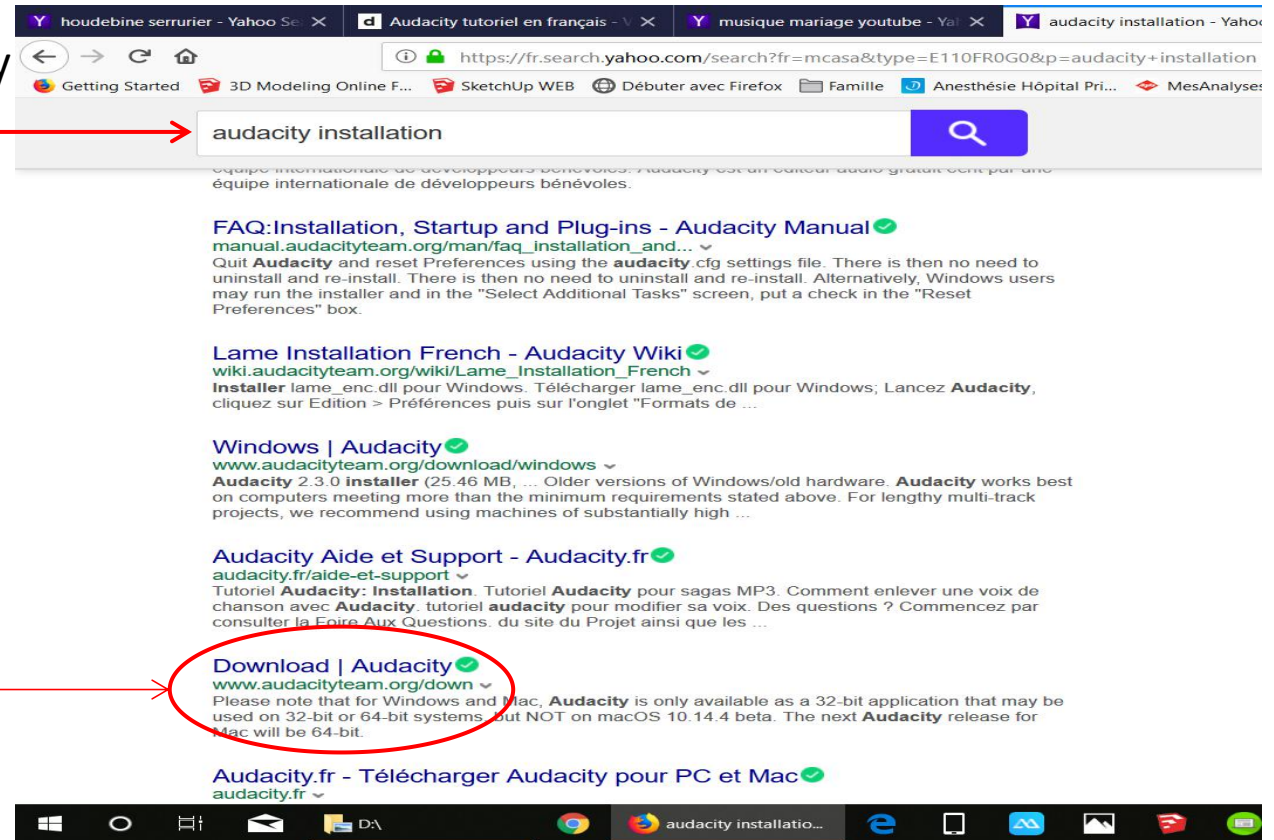 houdebine serrurier - Yahoo Se
Audacity tutoriel en français - V
musique mariage youtube - Ya
audacity installation - Yahoo
https://fr.search.yahoo.com/search?fr=mcasa&type=E110FR0G0&p=audacity+installation
Getting Started 3D Modeling Online F... SketchUp WEB Débuter avec Firefox Famille Anesthésie Hôpital Pri... MesAnalyses
audacity installation
équipe internationale de développeurs bénévoles. Audacity est un éditeur audio gratuit écrit par une
équipe internationale de développeurs bénévoles.
FAQ:Installation, Startup and Plug-ins - Audacity Manual
manual.audacityteam.org/man/faq_installation_and...
Quit Audacity and reset Preferences using the audacity.cfg settings file. There is then no need to
uninstall and re-install. There is then no need to uninstall and re-install. Alternatively, Windows users
may run the installer and in the "Select Additional Tasks" screen, put a check in the "Reset
Preferences" box.
Lame Installation French - Audacity Wiki
wiki.audacityteam.org/wiki/Lame_Installation_French
Installer lame_enc.dll pour Windows. Télécharger lame_enc.dll pour Windows; Lancez Audacity,
cliquez sur Edition > Préférences puis sur l'onglet "Formats de ...
Windows | Audacity
www.audacityteam.org/download/windows
Audacity 2.3.0 installer (25.46 MB, ... Older versions of Windows/old hardware. Audacity works best
on computers meeting more than the minimum requirements stated above. For lengthy multi-track
projects, we recommend using machines of substantially high ...
Audacity Aide et Support - Audacity.fr
audacity.fr/aide-et-support
Tutoriel Audacity: Installation. Tutoriel Audacity pour sagas MP3. Comment enlever une voix de
chanson avec Audacity. tutoriel audacity pour modifier sa voix. Des questions ? Commencez par
consulter la Foire Aux Questions. du site du Projet ainsi que les ...
Download | Audacity
www.audacityteam.org/down
Please note that for Windows and Mac, Audacity is only available as a 32-bit application that may be
used on 32-bit or 64-bit systems, but NOT on macOS 10.14.4 beta. The next Audacity release for
Mac will be 64-bit.
Audacity.fr - Télécharger Audacity pour PC et Mac
audacity.fr
D:\
audacity installatio...